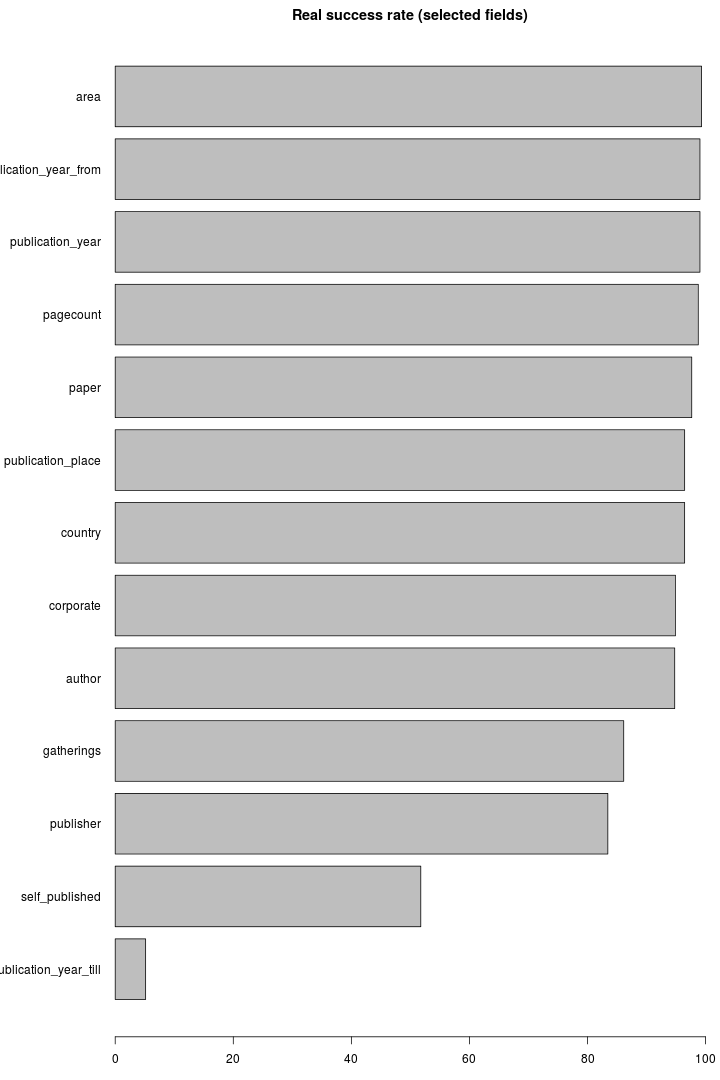 Real success rate (selected fields)
area
lication_year_from
publication_year
pagecount
paper
publication_place
country
corporate
author
gatherings
publisher
self_published
ublication_year_till
0 20 40 60 80 100